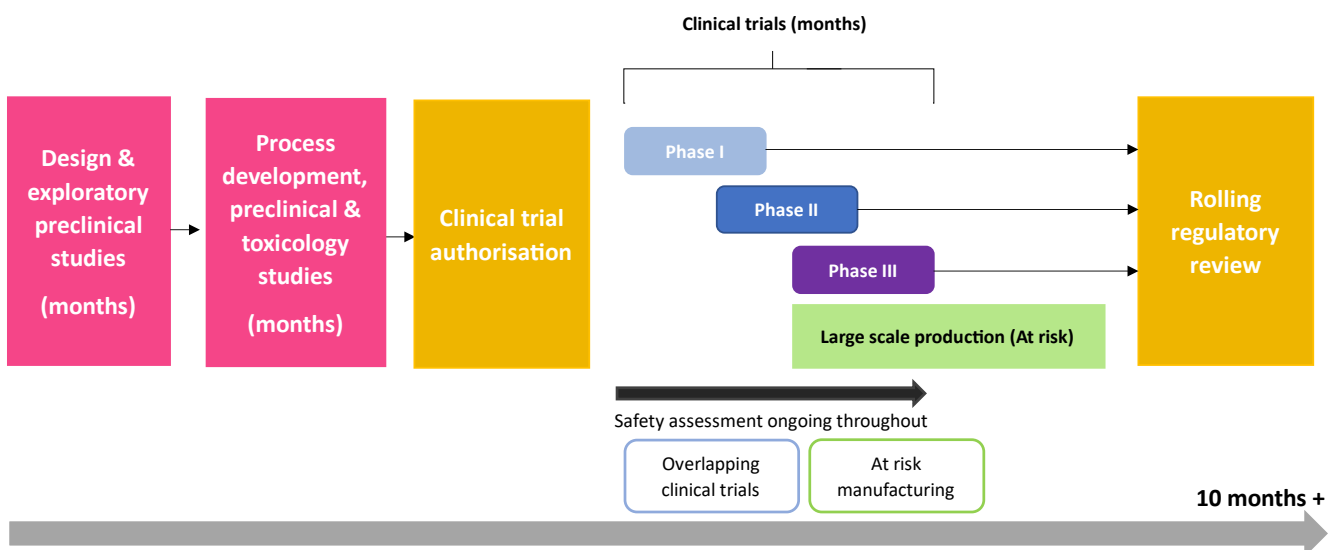 Clinical trials (months)
Design &
exploratory
preclinical
studies
(months)
Process
development,
preclinical &
toxicology
studies
(months)
Clinical trial
authorisation
Phase I
Phase II
Phase III
Large scale production (At risk)
Rolling
regulatory
review
Safety assessment ongoing throughout
Overlapping
clinical trials
At risk
manufacturing
10 months +